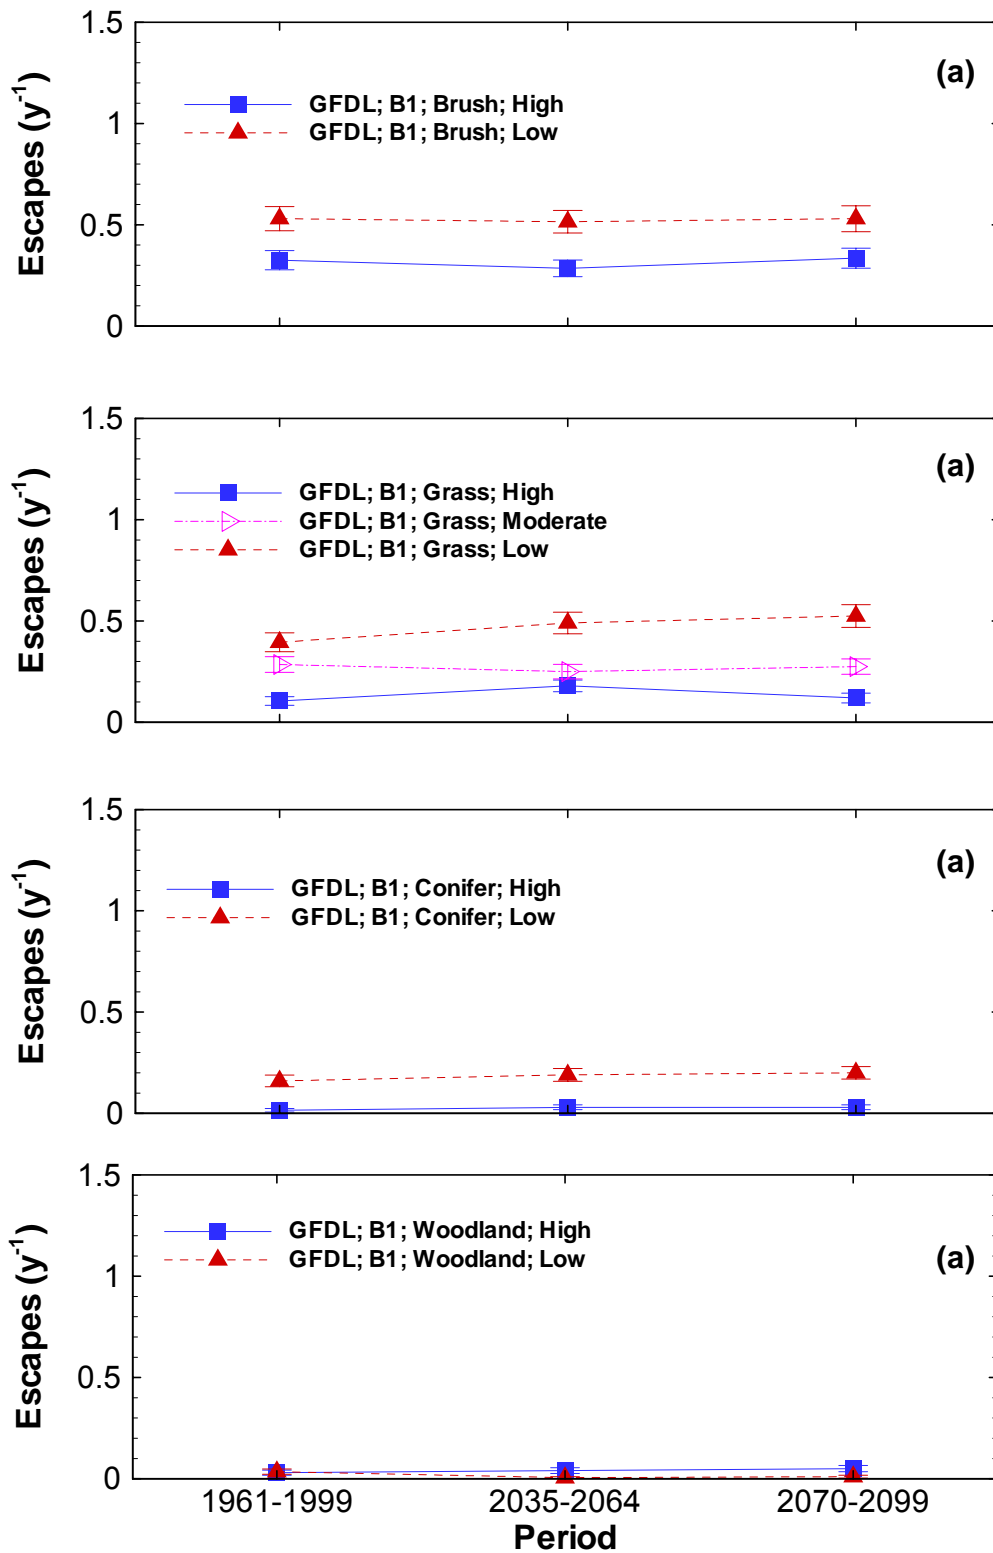 1.5
(a)
GFDL; B1; Brush; High
1
GFDL; B1; Brush; Low
Escapes (y-1)
0.5
0
1.5
(a)
GFDL; B1; Grass; High
GFDL; B1; Grass; Moderate
1
GFDL; B1; Grass; Low
Escapes (y-1)
0.5
0
1.5
(a)
GFDL; B1; Conifer; High
1
GFDL; B1; Conifer; Low
Escapes (y-1)
0.5
0
1.5
GFDL; B1; Woodland; High
(a)
GFDL; B1; Woodland; Low
1
Escapes (y-1)
0.5
0
1961-1999 2035-2064 2070-2099
Period